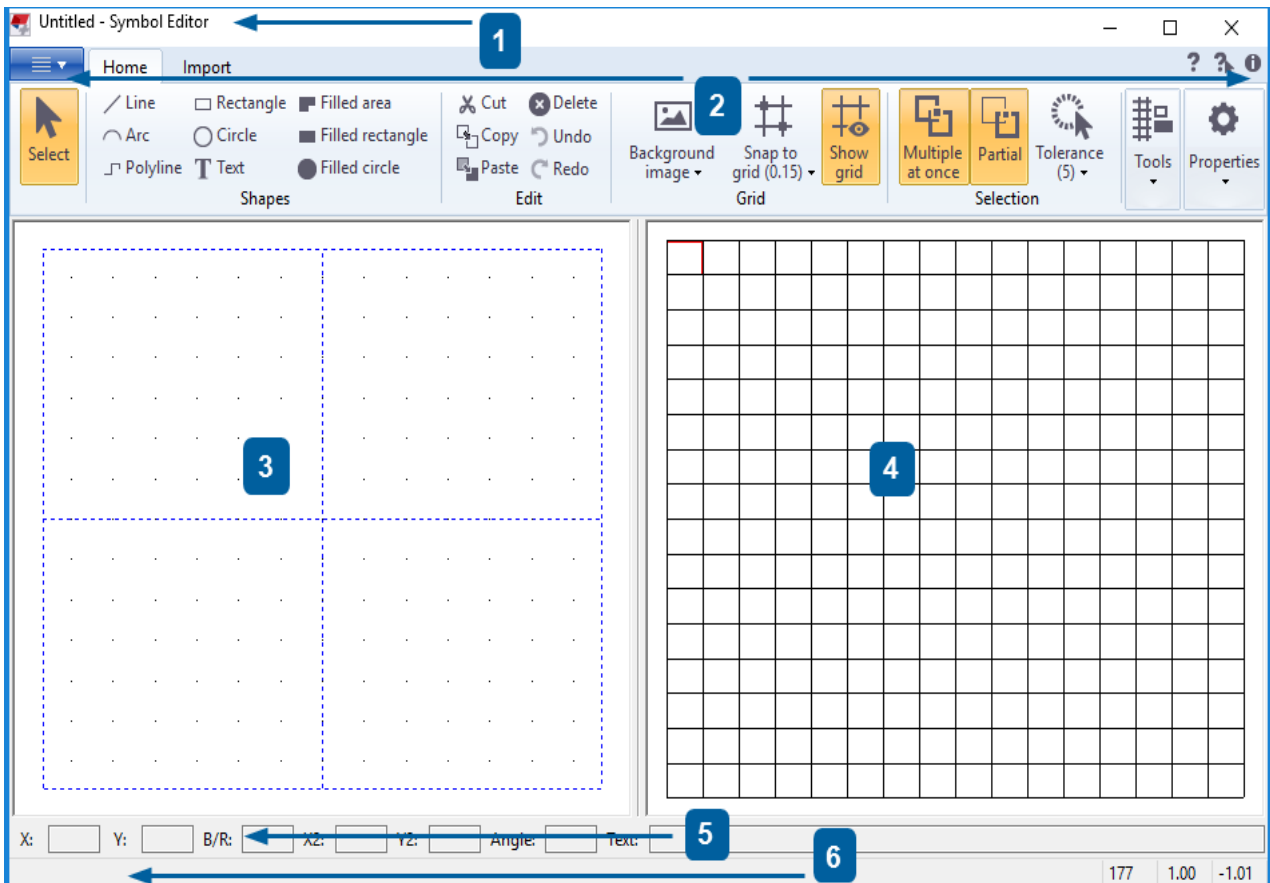 Untitled - Symbol Editor
1
Home Import
2
Select
Line Rectangle Filled area
Arc Circle Filled rectangle
Polyline Text Filled circle
Shapes
Cut Delete
Copy Undo
Paste Redo
Edit
Background image
Snap to grid (0.15)
Show grid
Grid
Multiple at once
Partial
Tolerance (5)
Selection
Tools
Properties
3
4
X: Y: B/R: X2: Y2: Angle: Text:
5
6
177 1.00 -1.01